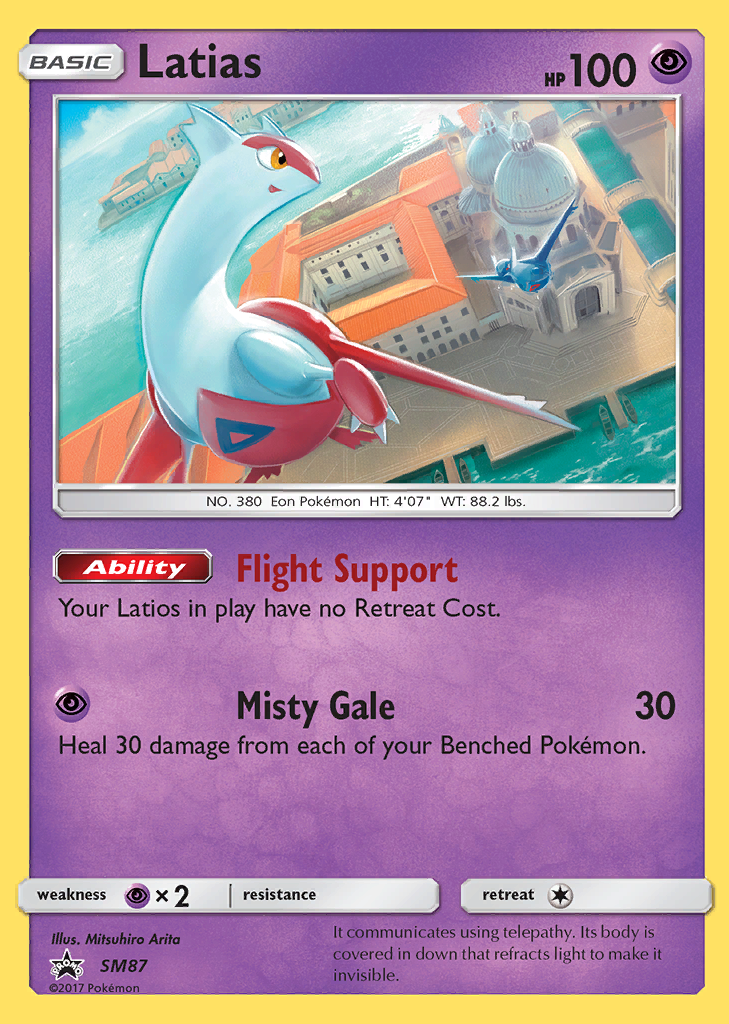 BASIC Latias HP 100
NO. 380 Eon Pokémon HT: 4'07" WT: 88.2 lbs.
Ability Flight Support
Your Latios in play have no Retreat Cost.
Misty Gale 30
Heal 30 damage from each of your Benched Pokémon.
weakness ×2 resistance retreat
Illus. Mitsuhiro Arita
It communicates using telepathy. Its body is
covered in down that refracts light to make it
invisible.
PROMO SM87
©2017 Pokémon